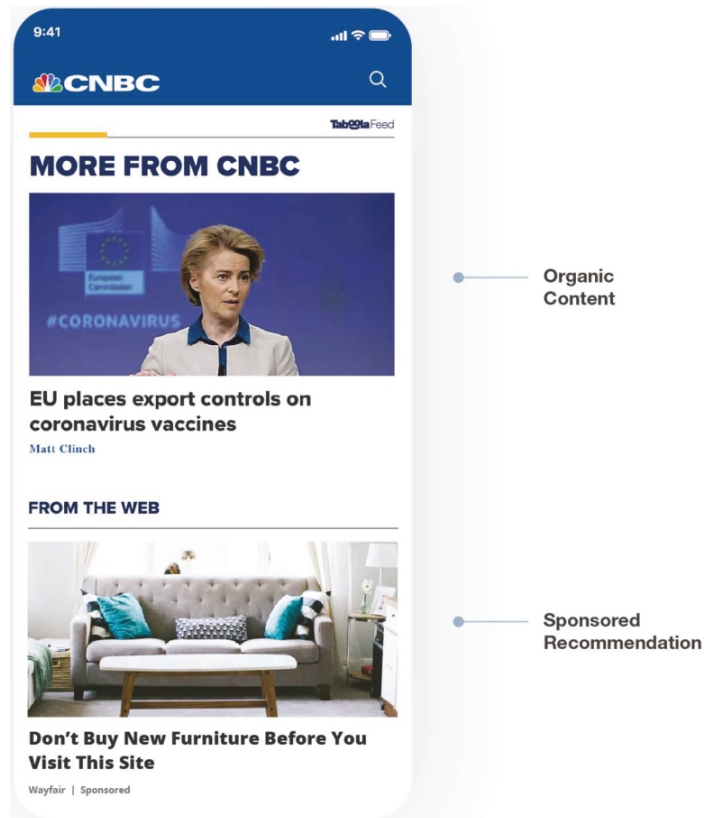 9:41
CNBC
Taboola Feed
MORE FROM CNBC
European
Commission
#CORONAVIRUS
Organic
Content
EU places export controls on
coronavirus vaccines
Matt Clinch
FROM THE WEB
Sponsored
Recommendation
Don’t Buy New Furniture Before You
Visit This Site
Wayfair | Sponsored